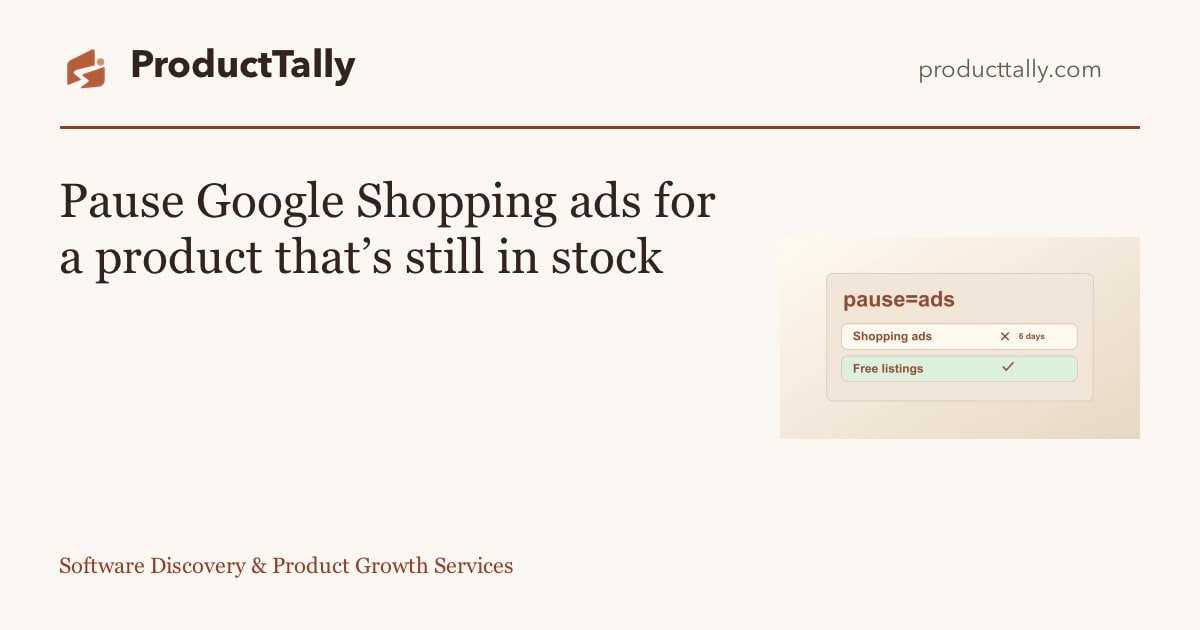 ProductTally
producttally.com
Pause Google Shopping ads for
a product that’s still in stock
pause=ads
Shopping ads ✕ 6 days
Free listings ✓
Software Discovery & Product Growth Services